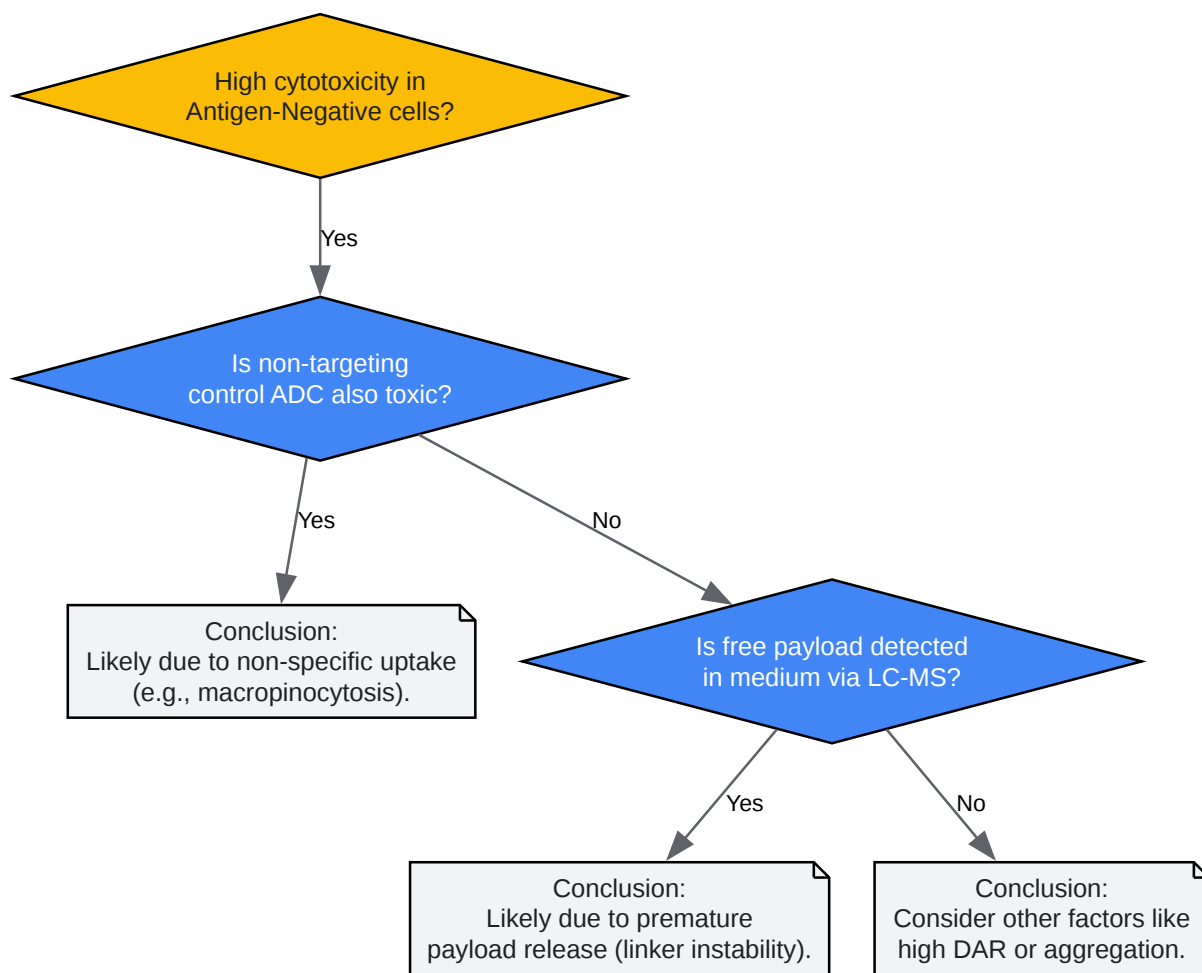 High cytotoxicity in
Antigen-Negative cells?
Yes
Is non-targeting
control ADC also toxic?
Yes
No
Conclusion:
Likely due to non-specific uptake
(e.g., macropinocytosis).
Is free payload detected
in medium via LC-MS?
Yes
No
Conclusion:
Likely due to premature
payload release (linker instability).
Conclusion:
Consider other factors like
high DAR or aggregation.